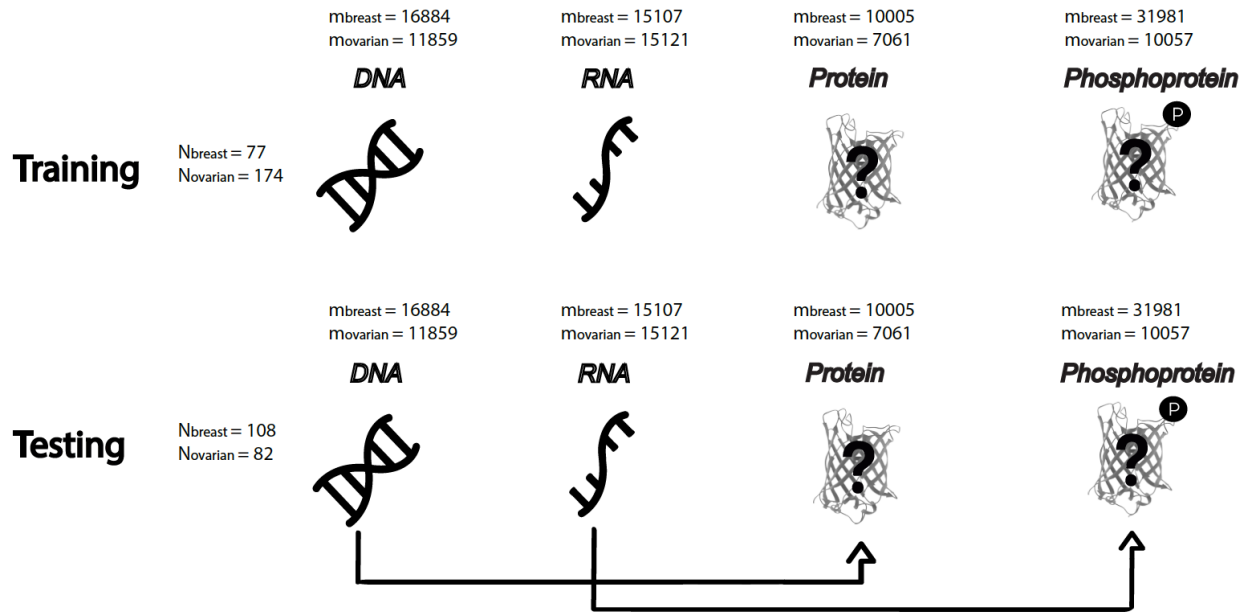 mbreast = 16884
movarian = 11859
mbreast = 15107
movarian = 15121
mbreast = 10005
movarian = 7061
mbreast = 31981
movarian = 10057
DNA
RNA
Protein
Phosphoprotein
P
Training
Nbreast = 77
Novarian = 174
?
?
mbreast = 16884
movarian = 11859
mbreast = 15107
movarian = 15121
mbreast = 10005
movarian = 7061
mbreast = 31981
movarian = 10057
DNA
RNA
Protein
Phosphoprotein
P
Testing
Nbreast = 108
Novarian = 82
?
?